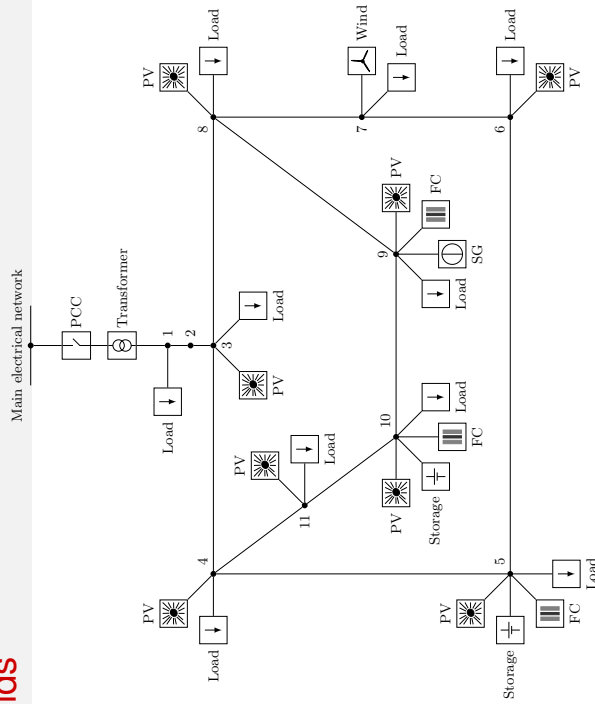 Main electrical network
PCC
Transformer
1
Load
2
3
PV
Load
4
PV
Load
8
PV
Load
11
PV
Load
7
Wind
Load
10
PV
Storage
FC
Load
9
PV
FC
SG
Load
5
PV
Storage
FC
Load
6
Load
PV